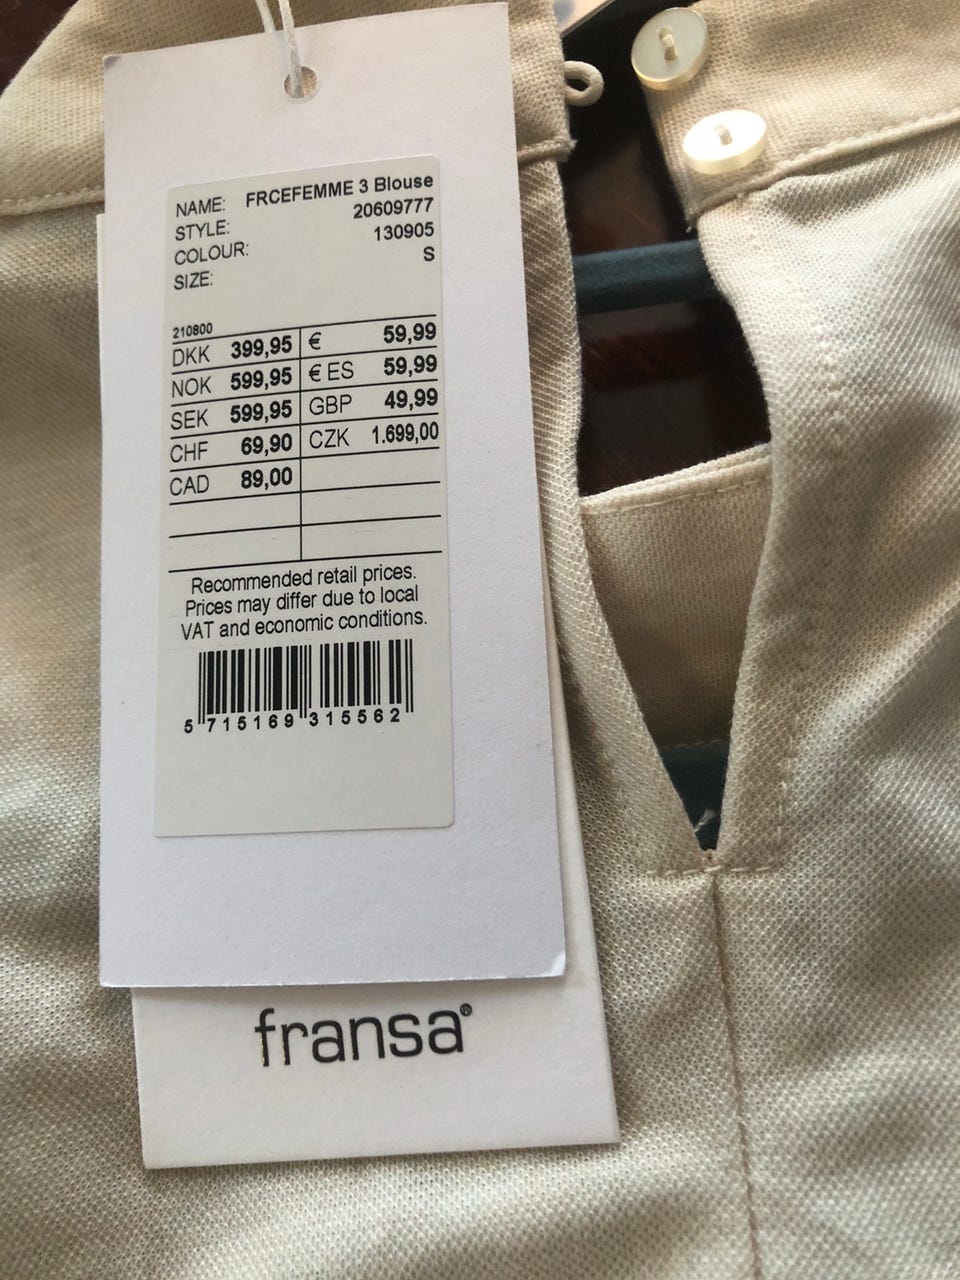 NAME: FRCEFEMME 3 Blouse
STYLE: 20609777
COLOUR: 130905
SIZE: S
210800
DKK 399,95 € 59,99
NOK 599,95 € ES 59,99
SEK 599,95 GBP 49,99
CHF 69,90 CZK 1.699,00
CAD 89,00
Recommended retail prices.
Prices may differ due to local
VAT and economic conditions.
5 715169 315562
fransa®